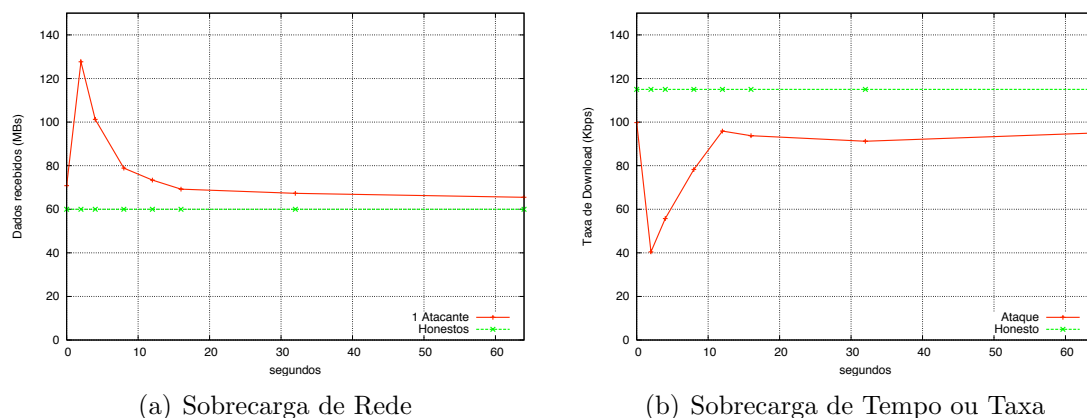 140
120
100
80
60
40
20
0
Dados recebidos (MBs)
1 Atacante
Honestos
0 10 20 30 40 50 60
segundos
(a) Sobrecarga de Rede
140
120
100
80
60
40
20
0
Taxa de Download (Kbps)
Ataque
Honesto
0 10 20 30 40 50 60
segundos
(b) Sobrecarga de Tempo ou Taxa